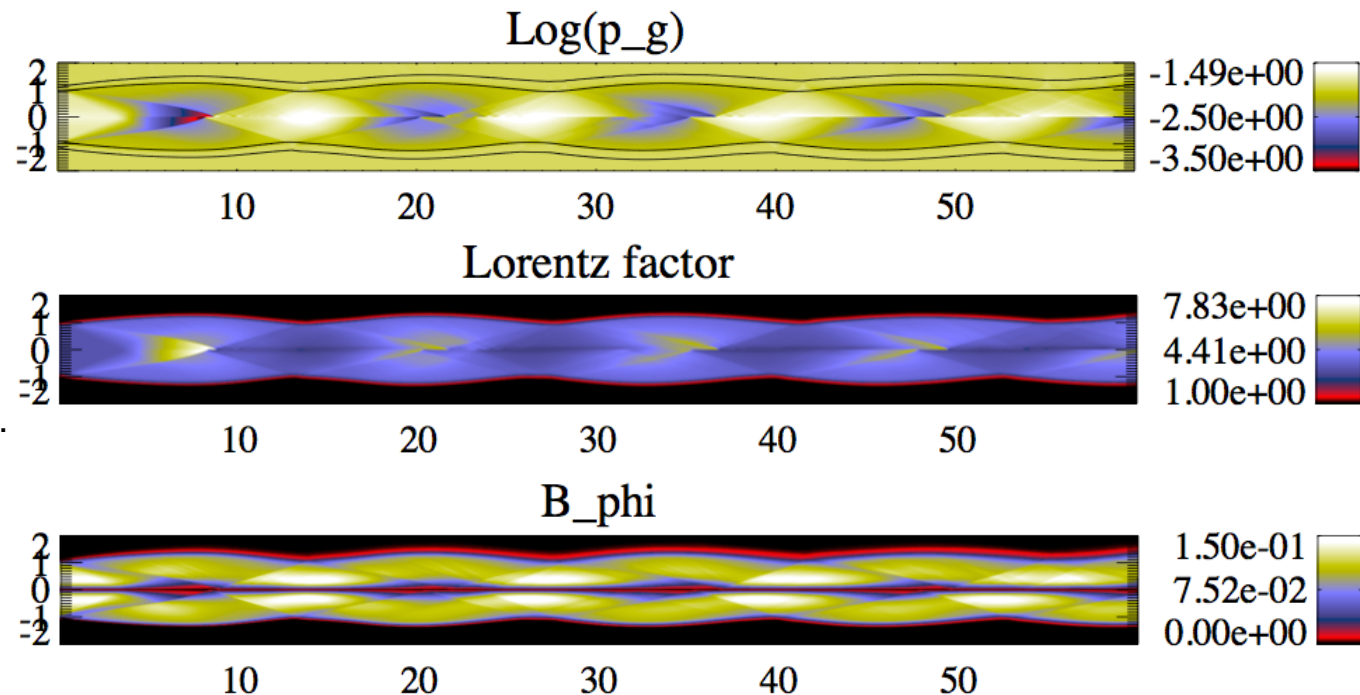 Log(p_g)
2
1
0
-1
-2
10 20 30 40 50
-1.49e+00
-2.50e+00
-3.50e+00
Lorentz factor
2
1
0
-1
-2
10 20 30 40 50
7.83e+00
4.41e+00
1.00e+00
.
B_phi
2
1
0
-1
-2
10 20 30 40 50
1.50e-01
7.52e-02
0.00e+00